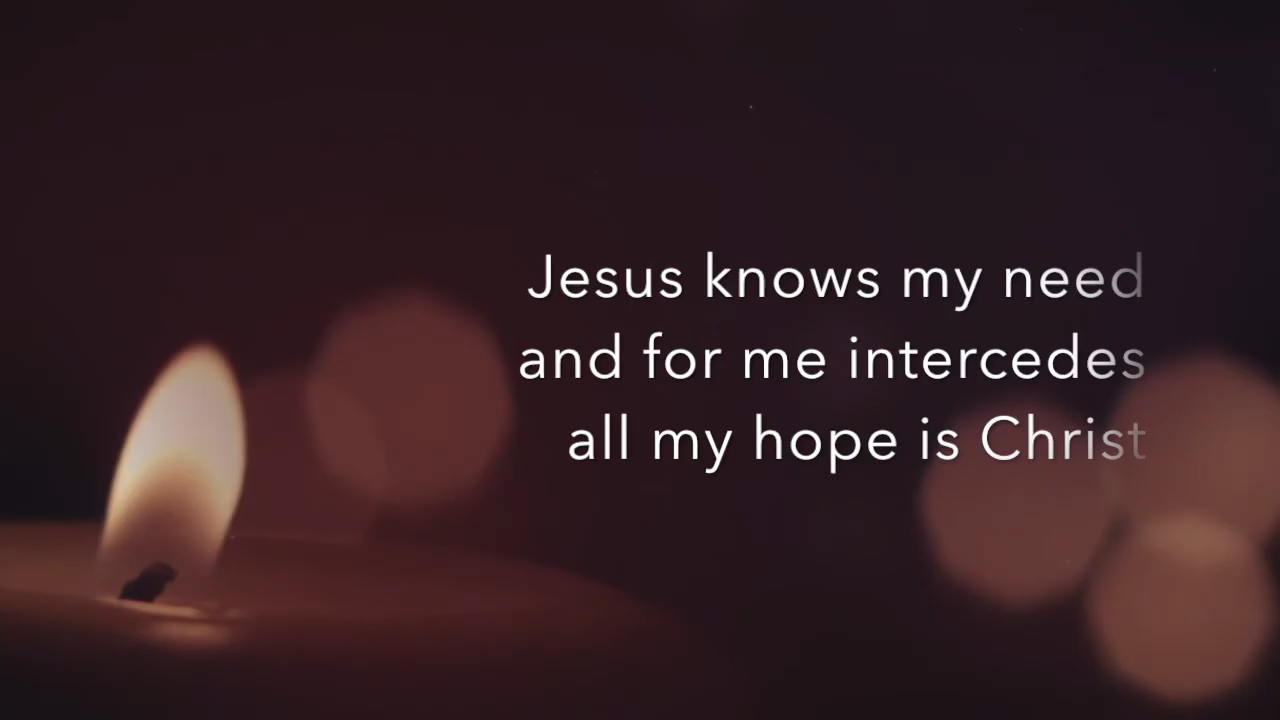 Jesus knows my need
and for me intercedes
all my hope is Christ